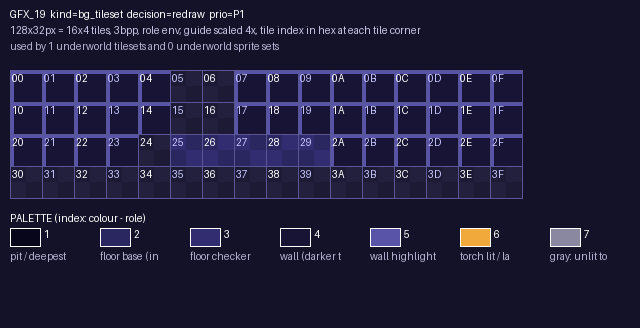 GFX_19 kind=bg_tileset decision=redraw prio=P1
128x32px = 16x4 tiles, 3bpp, role env; guide scaled 4x, tile index in hex at each tile corner
used by 1 underworld tilesets and 0 underworld sprite sets
00 01 02 03 04 05 06 07 08 09 0A 0B 0C 0D 0E 0F
10 11 12 13 14 15 16 17 18 19 1A 1B 1C 1D 1E 1F
20 21 22 23 24 25 26 27 28 29 2A 2B 2C 2D 2E 2F
30 31 32 33 34 35 36 37 38 39 3A 3B 3C 3D 3E 3F
PALETTE (index: colour - role)
1 2 3 4 5 6 7
pit / deepest floor base (in floor checker wall (darker t wall highlight torch lit / la gray: unlit to